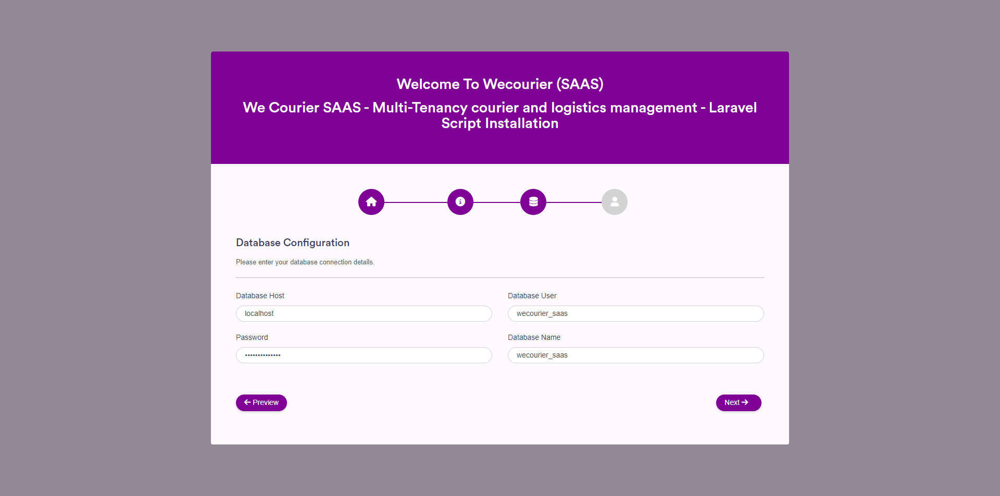 Welcome To Wecourier (SAAS)
We Courier SAAS - Multi-Tenancy courier and logistics management - Laravel
Script Installation
Database Configuration
Please enter your database connection details.
Database Host
Database User
localhost
wecourier_saas
Password
Database Name
••••••••••••••
wecourier_saas
Preview
Next